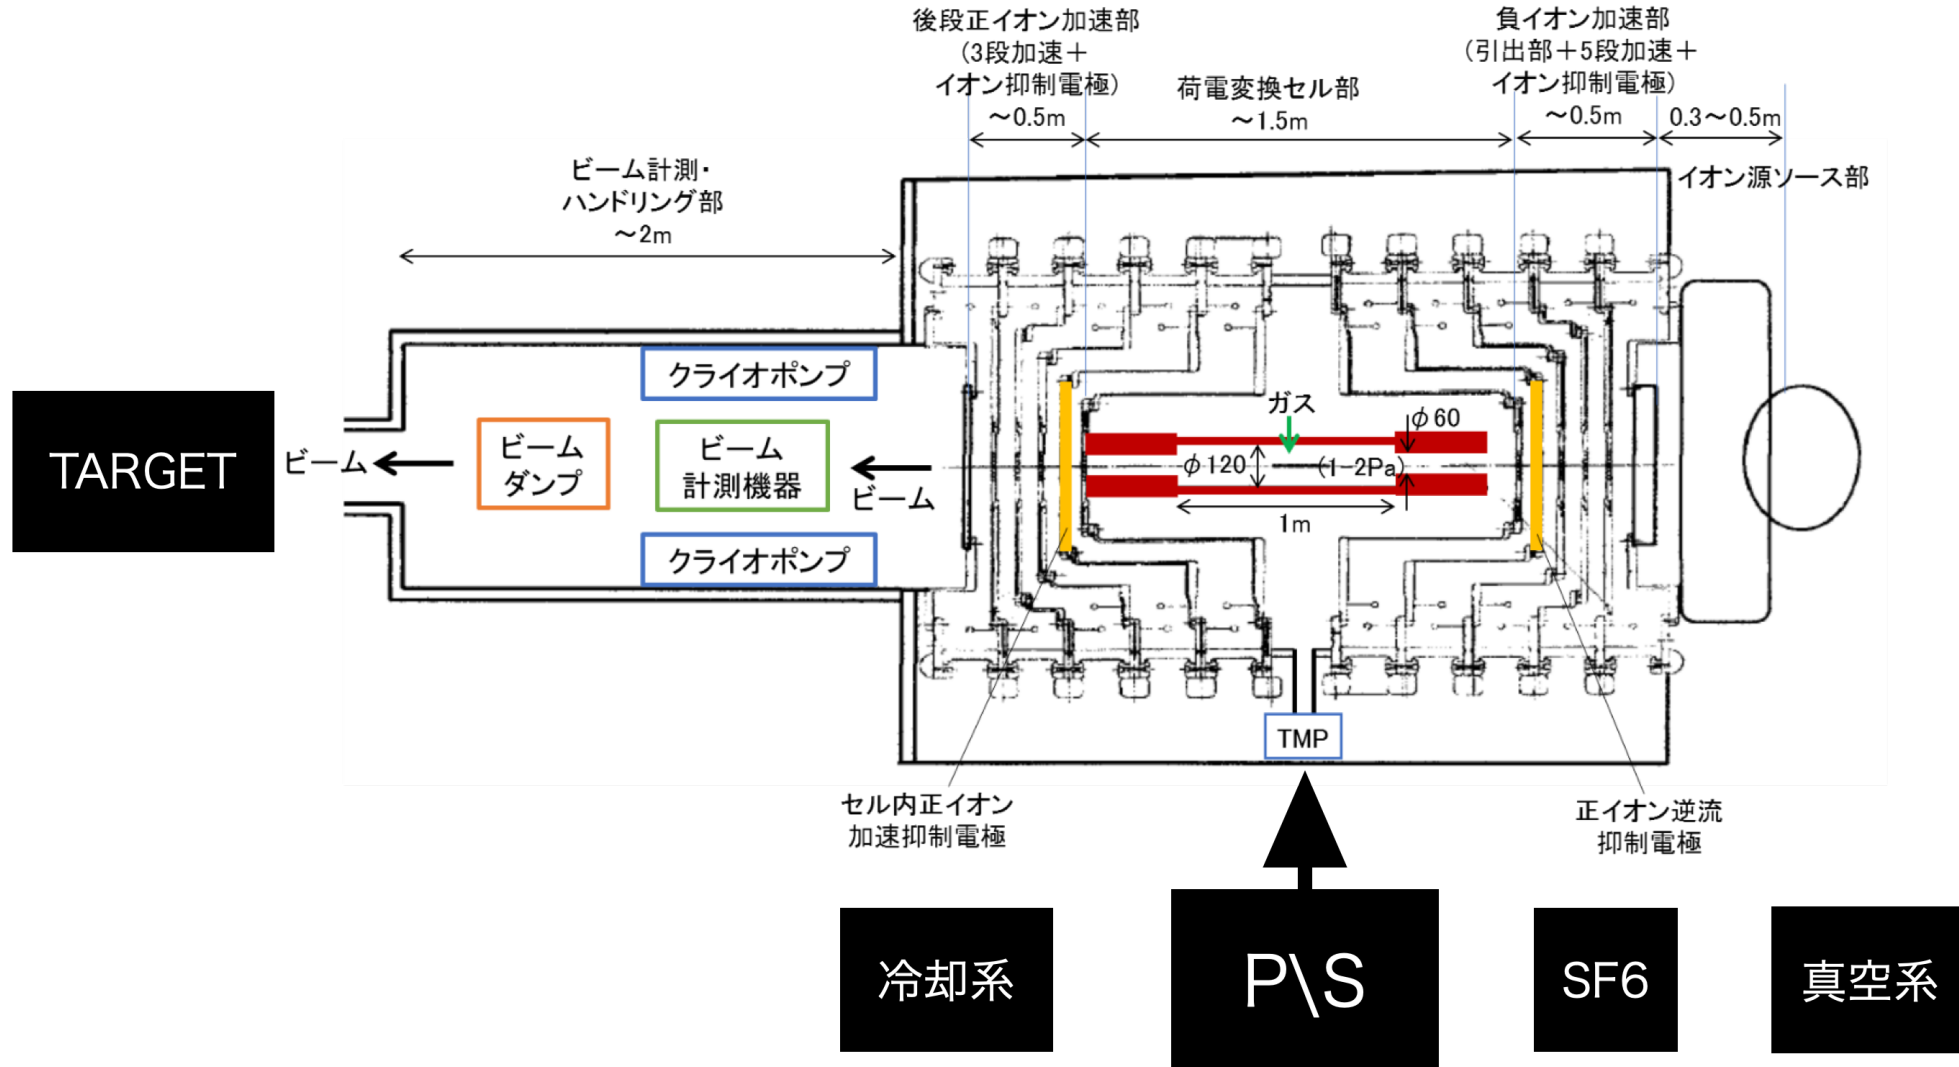 後段正イオン加速部
（3段加速＋
イオン抑制電極）
～0.5m
荷電変換セル部
～1.5m
負イオン加速部
（引出部＋5段加速＋
イオン抑制電極）
～0.5m
0.3～0.5m
イオン源ソース部
ビーム計測・
ハンドリング部
～2m
クライオポンプ
TARGET
ビーム
ビーム
ダンプ
ビーム
計測機器
ビーム
クライオポンプ
ガス
φ60
φ120
(1-2Pa)
1m
TMP
セル内正イオン
加速抑制電極
正イオン逆流
抑制電極
冷却系
P\S
SF6
真空系